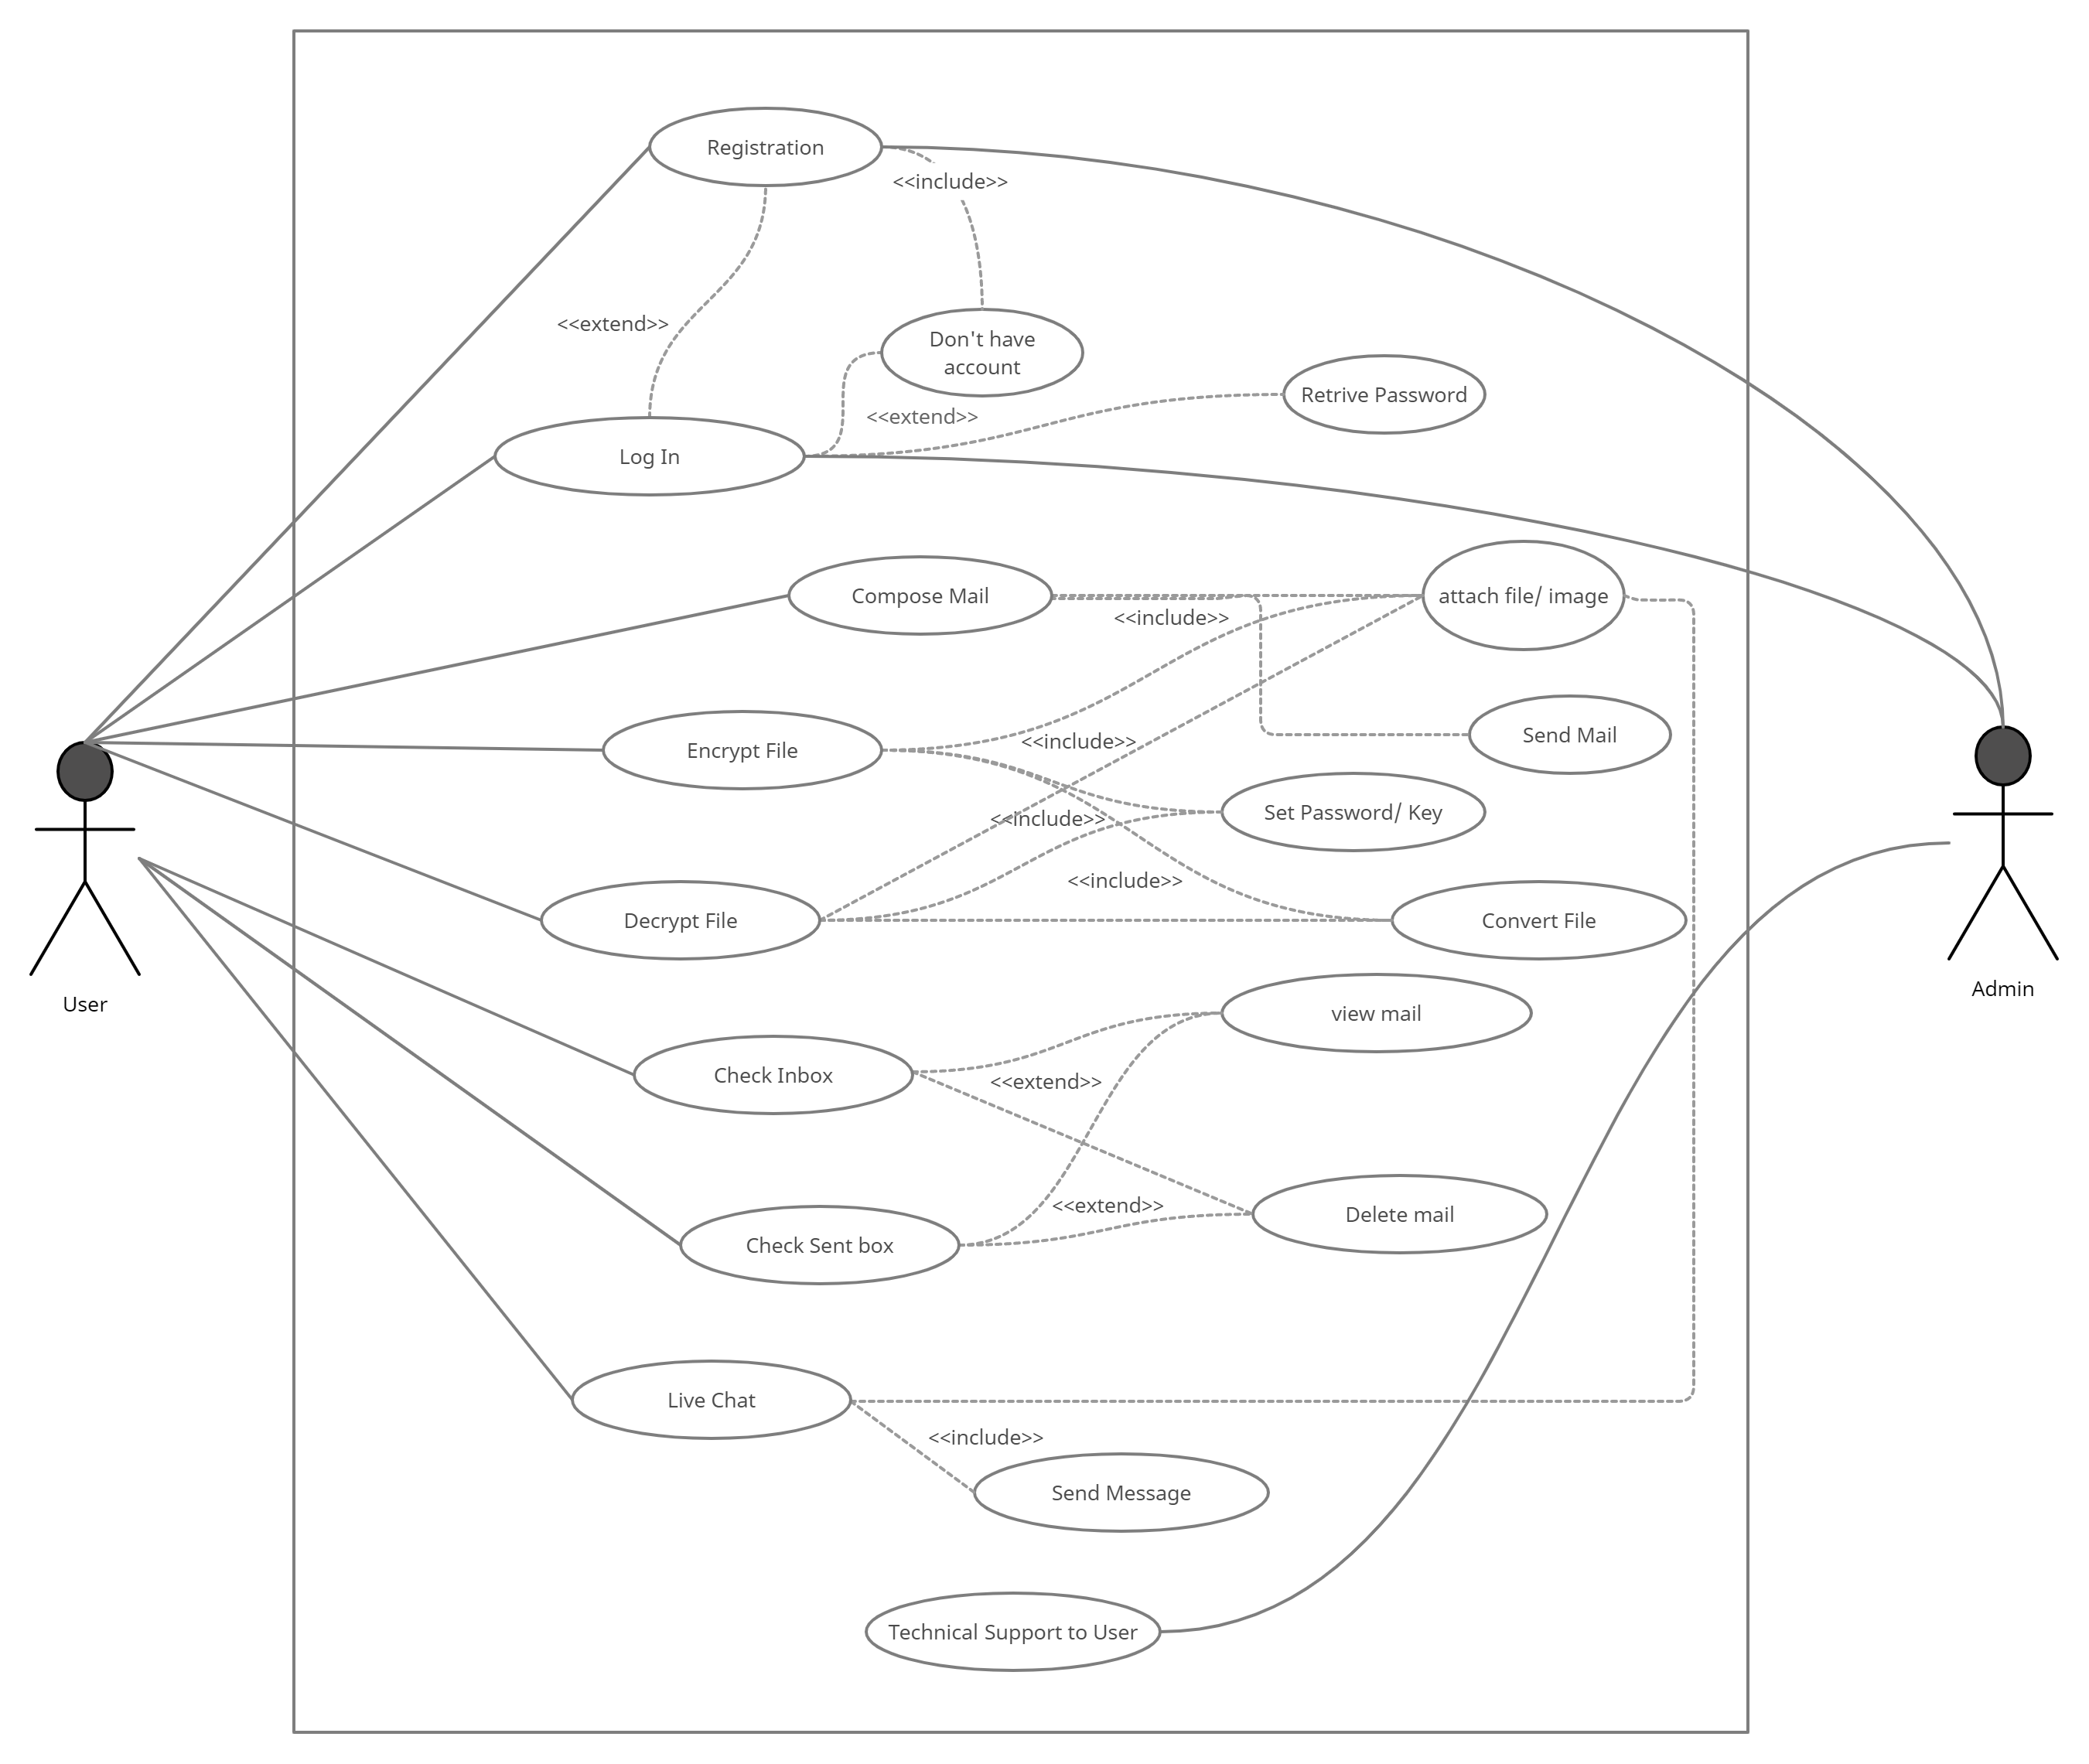 Registration
<<include>>
<<extend>>
Don't have
account
Retrive Password
<<extend>>
Log In
Compose Mail
attach file/ image
<<include>>
Send Mail
Encrypt File
<<include>>
Set Password/ Key
<<include>>
<<include>>
Decrypt File
Convert File
User
Admin
view mail
Check Inbox
<<extend>>
<<extend>>
Delete mail
Check Sent box
Live Chat
<<include>>
Send Message
Technical Support to User